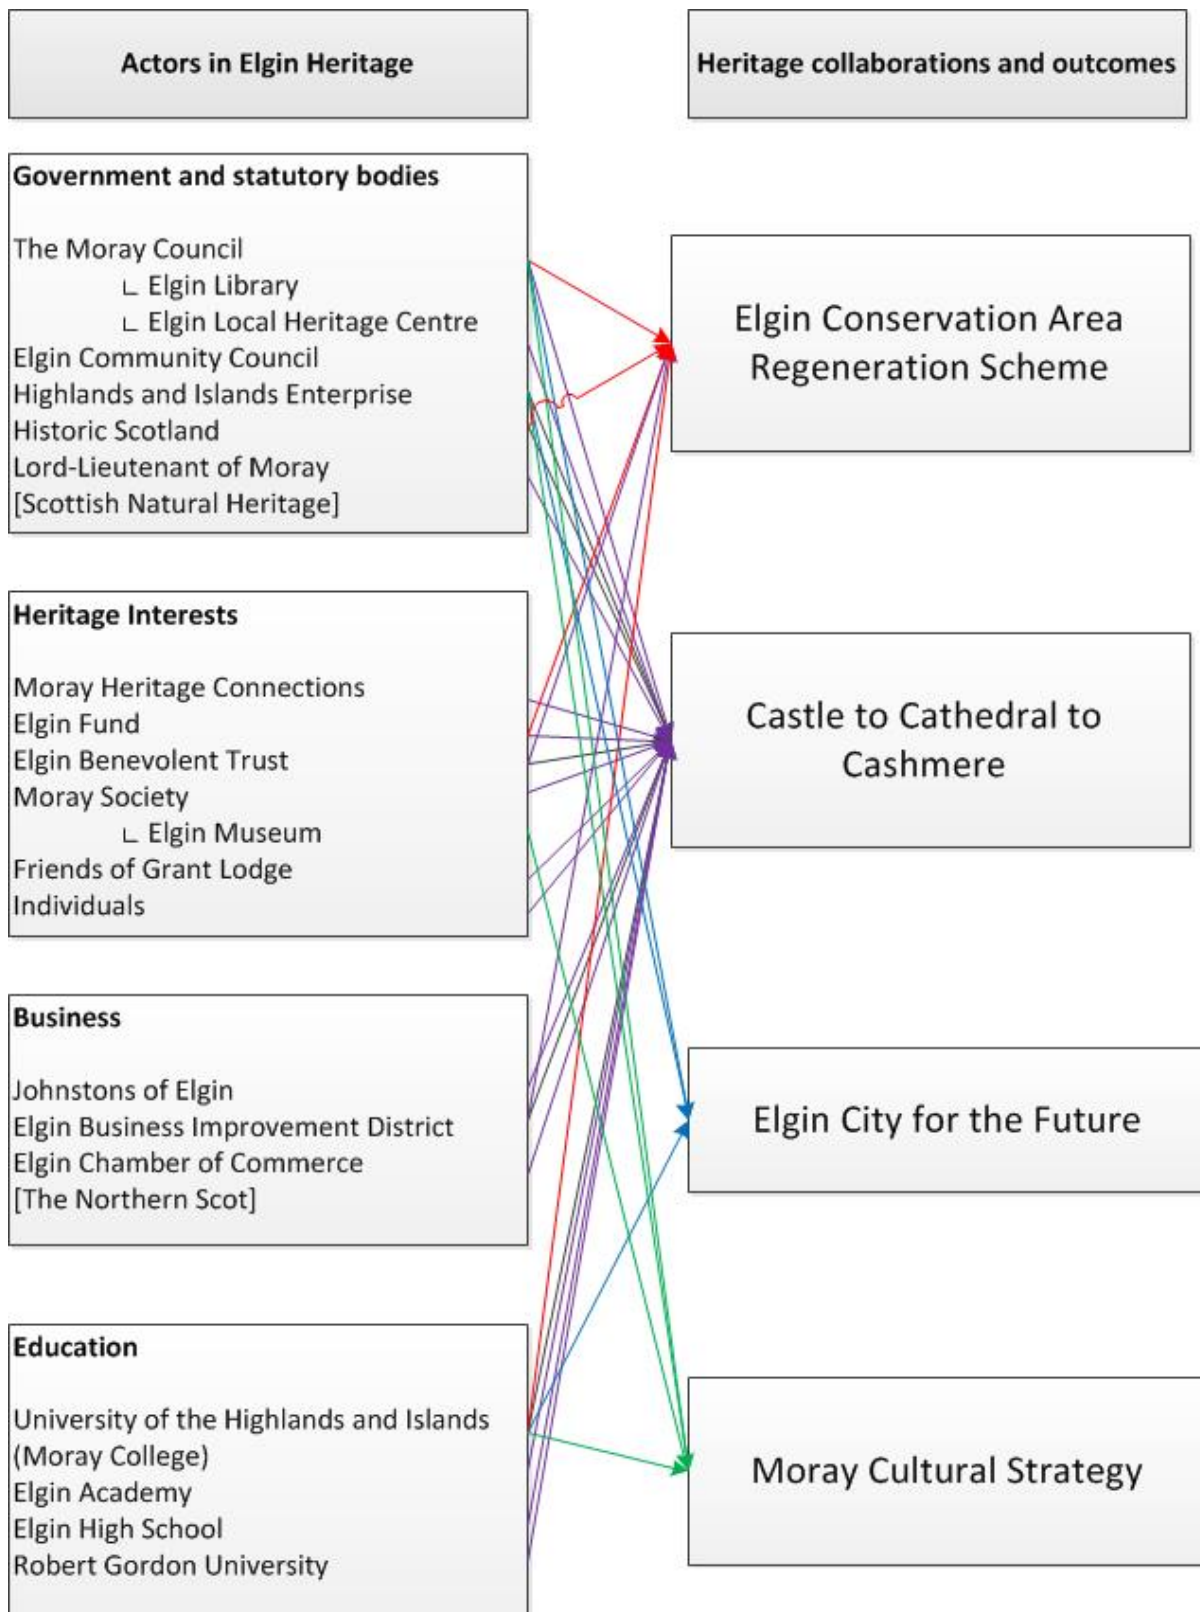 Actors in Elgin Heritage
Heritage collaborations and outcomes
Government and statutory bodies
The Moray Council
∟ Elgin Library
∟ Elgin Local Heritage Centre
Elgin Community Council
Highlands and Islands Enterprise
Historic Scotland
Lord-Lieutenant of Moray
[Scottish Natural Heritage]
Heritage Interests
Moray Heritage Connections
Elgin Fund
Elgin Benevolent Trust
Moray Society
∟ Elgin Museum
Friends of Grant Lodge
Individuals
Business
Johnstons of Elgin
Elgin Business Improvement District
Elgin Chamber of Commerce
[The Northern Scot]
Education
University of the Highlands and Islands
(Moray College)
Elgin Academy
Elgin High School
Robert Gordon University
Elgin Conservation Area
Regeneration Scheme
Castle to Cathedral to
Cashmere
Elgin City for the Future
Moray Cultural Strategy